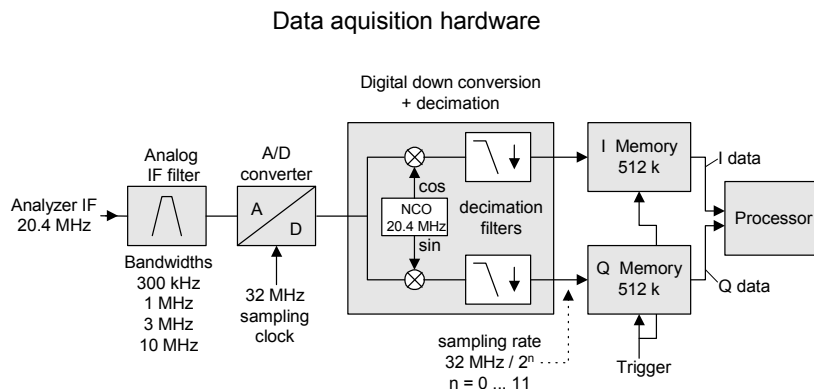 Data aquisition hardware
Digital down conversion
+ decimation
Analog
IF filter
A/D
converter
Analyzer IF
20.4 MHz
A
D
cos
NCO
20.4 MHz
sin
decimation
filters
I Memory
512 k
I data
Processor
Q Memory
512 k
Q data
Bandwidths
300 kHz
1 MHz
3 MHz
10 MHz
32 MHz
sampling
clock
sampling rate
32 MHz / 2ⁿ
n = 0 ... 11
Trigger